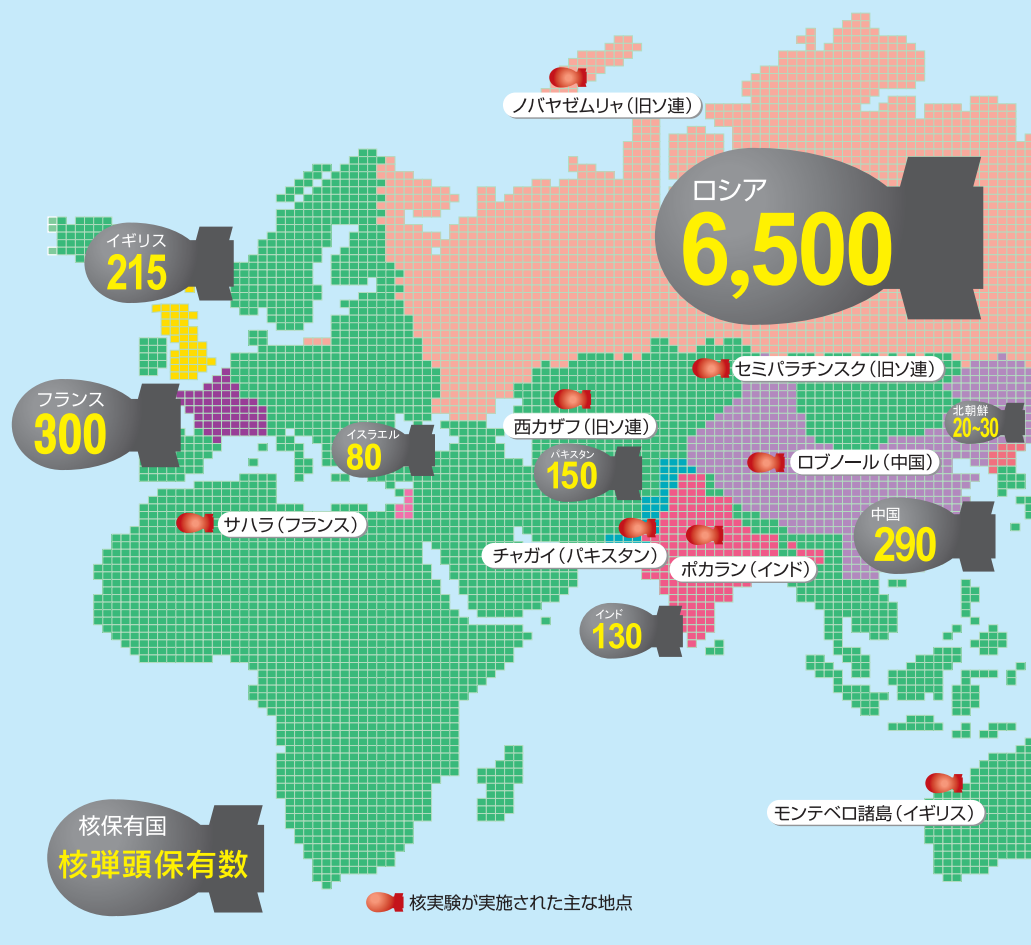 ノバヤゼムリャ（旧ソ連）
ロシア
6,500
イギリス
215
セミパラチンスク（旧ソ連）
フランス
300
西カザフ（旧ソ連）
北朝鮮
20~30
イスラエル
80
パキスタン
150
ロブノール（中国）
サハラ（フランス）
中国
290
チャガイ（パキスタン）
ポカラン（インド）
インド
130
モンテベロ諸島（イギリス）
核保有国
核弾頭保有数
核実験が実施された主な地点